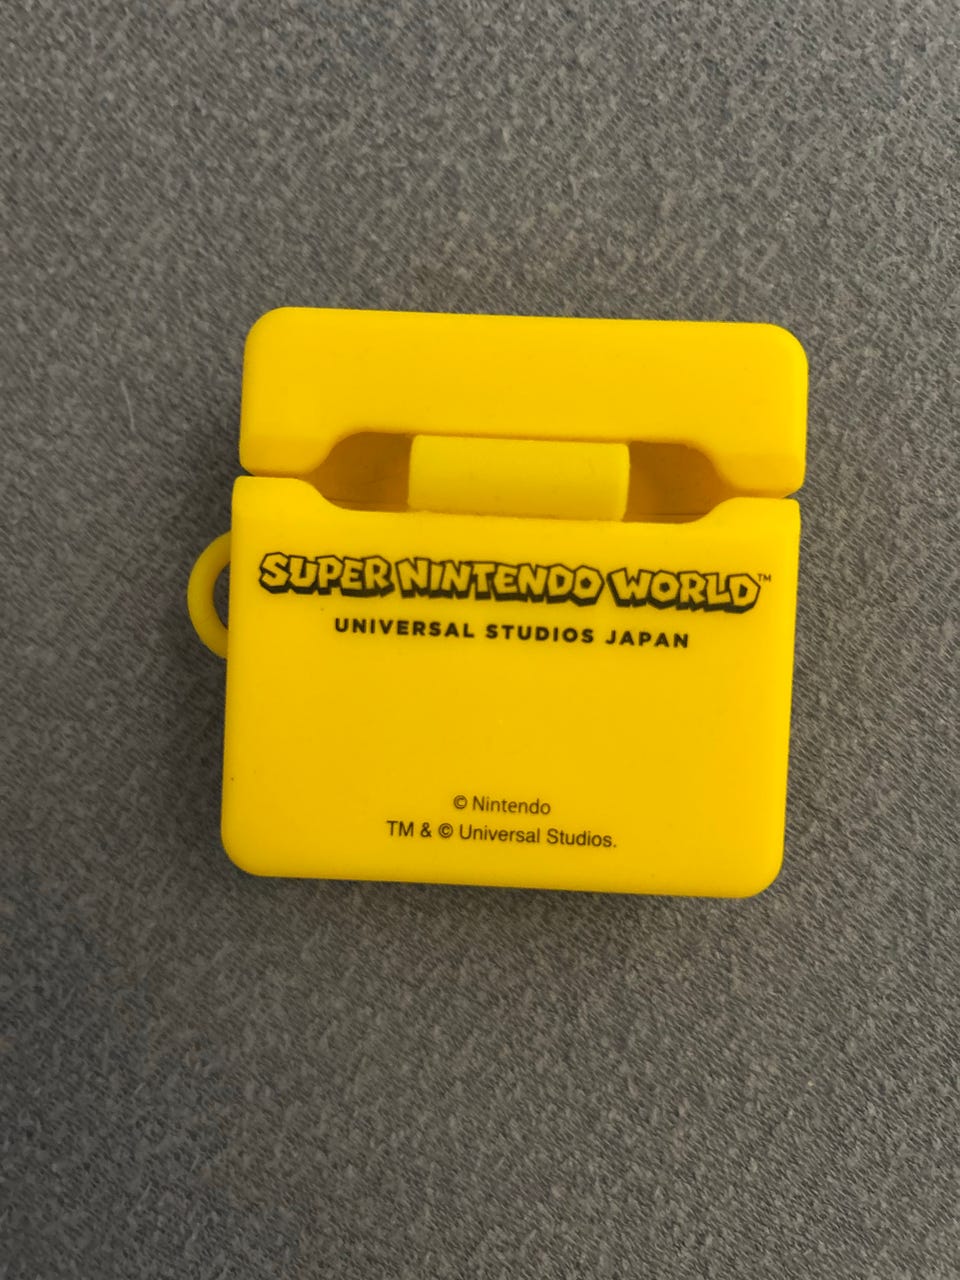 SUPER NINTENDO WORLD™
UNIVERSAL STUDIOS JAPAN
© Nintendo
TM & © Universal Studios.